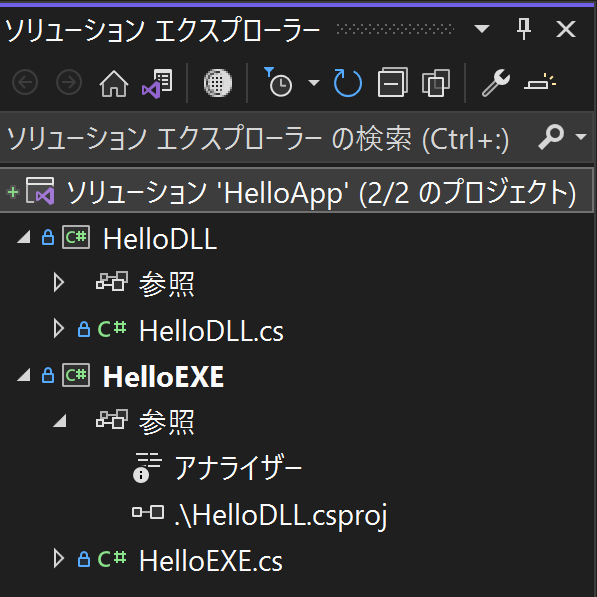 ソリューション エクスプローラー
ソリューション エクスプローラー の検索 (Ctrl+:)
ソリューション 'HelloApp' (2/2 のプロジェクト)
C# HelloDLL
参照
C# HelloDLL.cs
C# HelloEXE
参照
アナライザー
.\HelloDLL.csproj
C# HelloEXE.cs